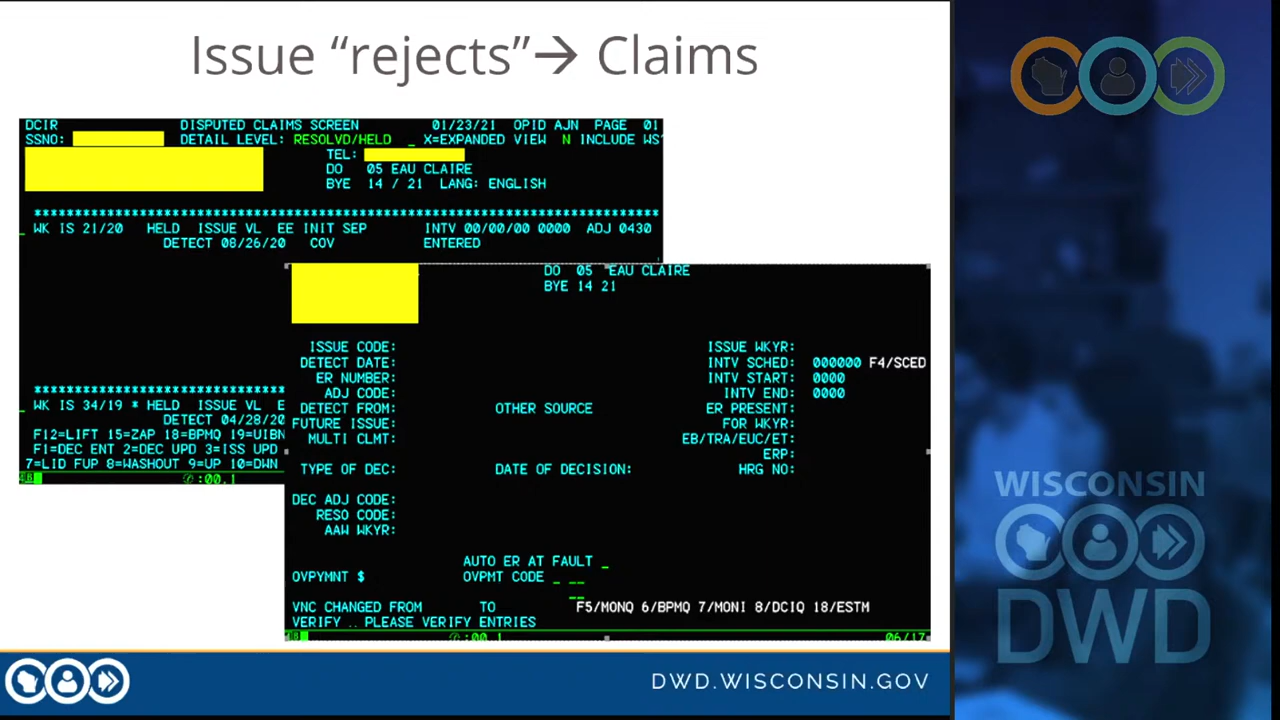 Issue “rejects”→ Claims
DCIR DISPUTED CLAIMS SCREEN 01/23/21 OPID AJN PAGE 01
SSNO: DETAIL LEVEL: RESOLVD/HELD _ X=EXPANDED VIEW N INCLUDE WS
TEL:
DO 05 EAU CLAIRE
BYE 14 / 21 LANG: ENGLISH
******************************************************************************
_ WK IS 21/20 HELD ISSUE VL EE INIT SEP INTV 00/00/00 0000 ADJ 0430
DETECT 08/26/20 COV ENTERED
*******************************
_ WK IS 34/19 * HELD ISSUE VL E
DETECT 04/28/20
F12=LIFT 15=ZAP 18=BPMQ 19=UIBN
F1=DEC ENT 2=DEC UPD 3=ISS UPD
7=LID FUP 8=WASHOUT 9=UP 10=DWN
:00.1
DO 05 EAU CLAIRE
BYE 14 21
ISSUE CODE: ISSUE WKYR:
DETECT DATE: INTV SCHED: 000000 F4/SCED
ER NUMBER: INTV START: 0000
ADJ CODE: INTV END: 0000
DETECT FROM: OTHER SOURCE ER PRESENT:
FUTURE ISSUE: FOR WKYR:
MULTI CLMT: EB/TRA/EUC/ET:
ERP:
TYPE OF DEC: DATE OF DECISION: HRG NO:
DEC ADJ CODE:
RESO CODE:
AAW WKYR:
AUTO ER AT FAULT _
OVPYMNT $ OVPMT CODE _ __
__
VNC CHANGED FROM TO F5/MONQ 6/BPMQ 7/MONI 8/DCIQ 18/ESTM
VERIFY .. PLEASE VERIFY ENTRIES
:00.1 06/17
DWD.WISCONSIN.GOV
WISCONSIN
DWD